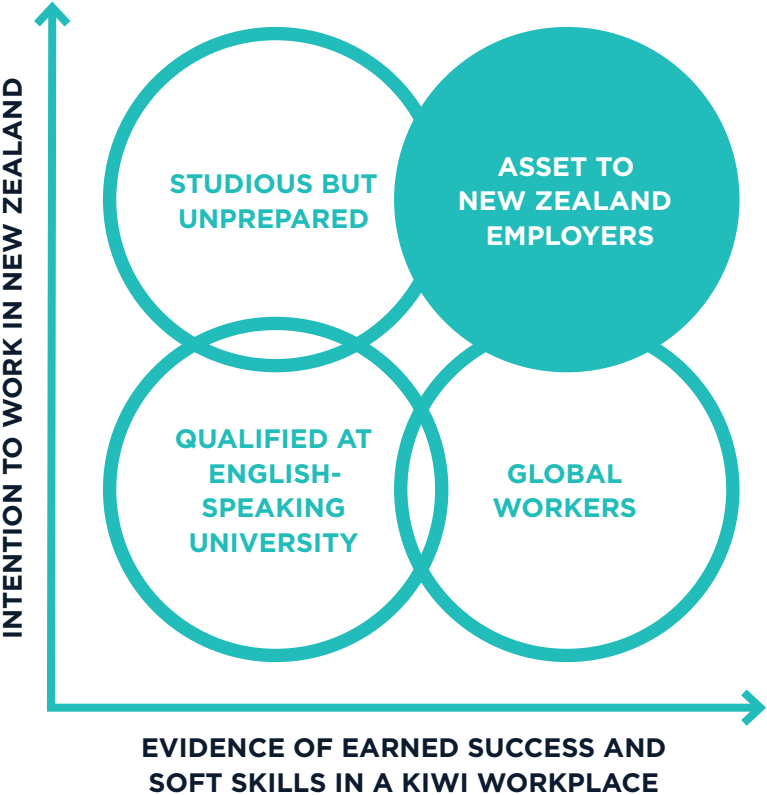 INTENTION TO WORK IN NEW ZEALAND
STUDIOUS BUT
UNPREPARED
ASSET TO
NEW ZEALAND
EMPLOYERS
QUALIFIED AT
ENGLISH-
SPEAKING
UNIVERSITY
GLOBAL
WORKERS
EVIDENCE OF EARNED SUCCESS AND
SOFT SKILLS IN A KIWI WORKPLACE